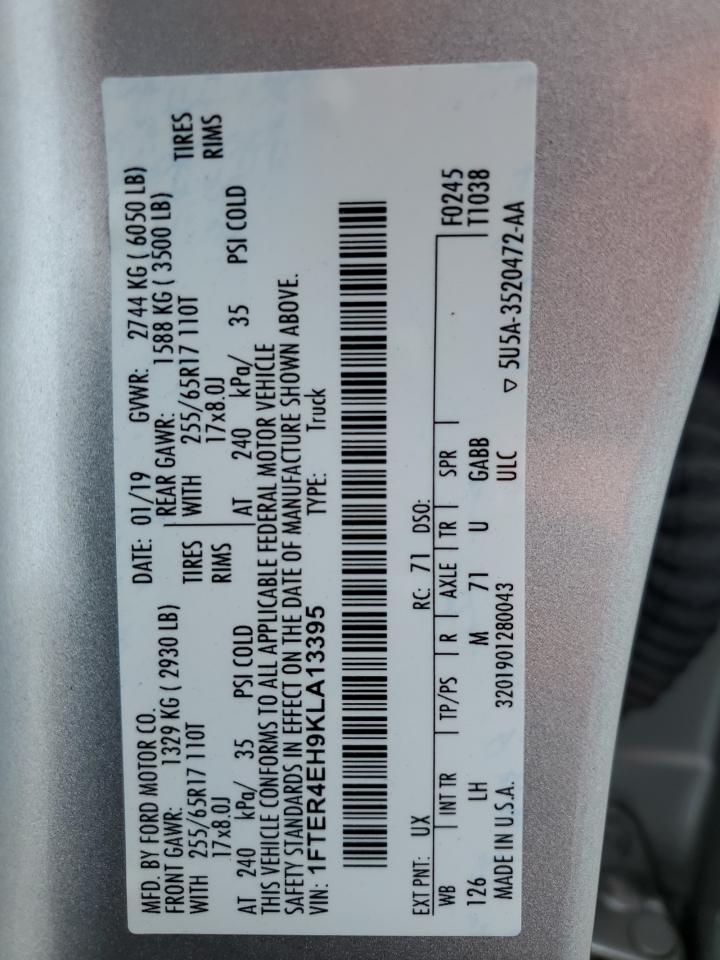 MFD. BY FORD MOTOR CO. DATE: 01/19 GVWR: 2744 KG ( 6050 LB)
FRONT GAWR: 1329 KG ( 2930 LB) REAR GAWR: 1588 KG ( 3500 LB)
WITH 255/65R17 110T TIRES WITH 255/65R17 110T TIRES
17x8.0J RIMS 17x8.0J RIMS
AT 240 kPa/ 35 PSI COLD AT 240 kPa/ 35 PSI COLD
THIS VEHICLE CONFORMS TO ALL APPLICABLE FEDERAL MOTOR VEHICLE
SAFETY STANDARDS IN EFFECT ON THE DATE OF MANUFACTURE SHOWN ABOVE.
VIN: 1FTER4EH9KLA13395 TYPE: Truck
EXT PNT: UX RC: 71 DSO:
WB INT TR TP/PS R AXLE TR SPR F0245
126 LH M 71 U GABB T1038
MADE IN U.S.A. 3201901280043 ULC ▽ 5U5A-3520472-AA